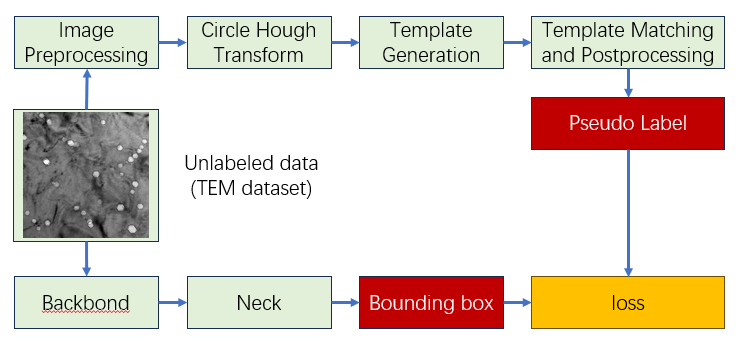 Image
Preprocessing
Circle Hough
Transform
Template
Generation
Template Matching
and Postprocessing
Pseudo Label
Unlabeled data
(TEM dataset)
Backbond
Neck
Bounding box
loss